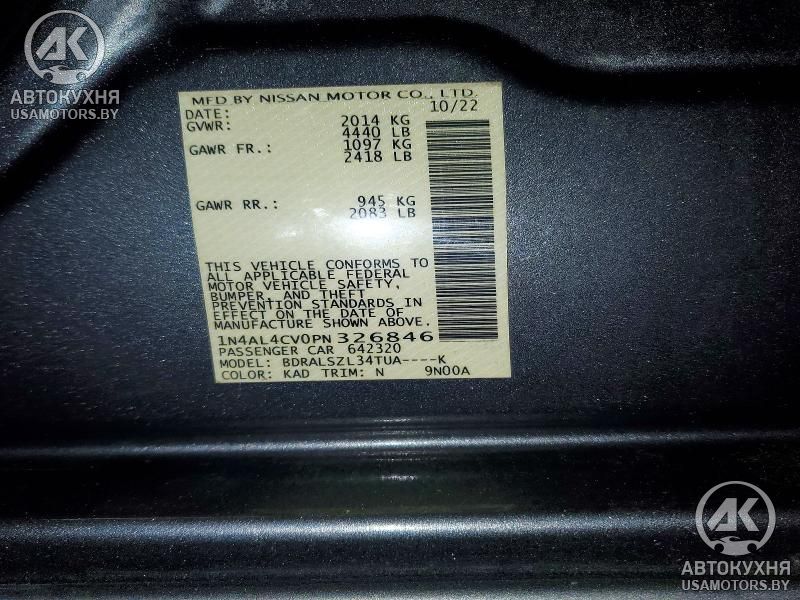 АК
АВТОКУХНЯ
USAMOTORS.BY
MFD BY NISSAN MOTOR CO., LTD.
DATE: 10/22
GVWR: 2014 KG
4440 LB
GAWR FR.: 1097 KG
2418 LB
GAWR RR.: 945 KG
2083 LB
THIS VEHICLE CONFORMS TO
ALL APPLICABLE FEDERAL
MOTOR VEHICLE SAFETY,
BUMPER, AND THEFT
PREVENTION STANDARDS IN
EFFECT ON THE DATE OF
MANUFACTURE SHOWN ABOVE.
1N4AL4CV0PN326846
PASSENGER CAR 642320
MODEL: BDRALSZL34TUA----K
COLOR: KAD TRIM: N 9N00A
АК
АВТОКУХНЯ
USAMOTORS.BY